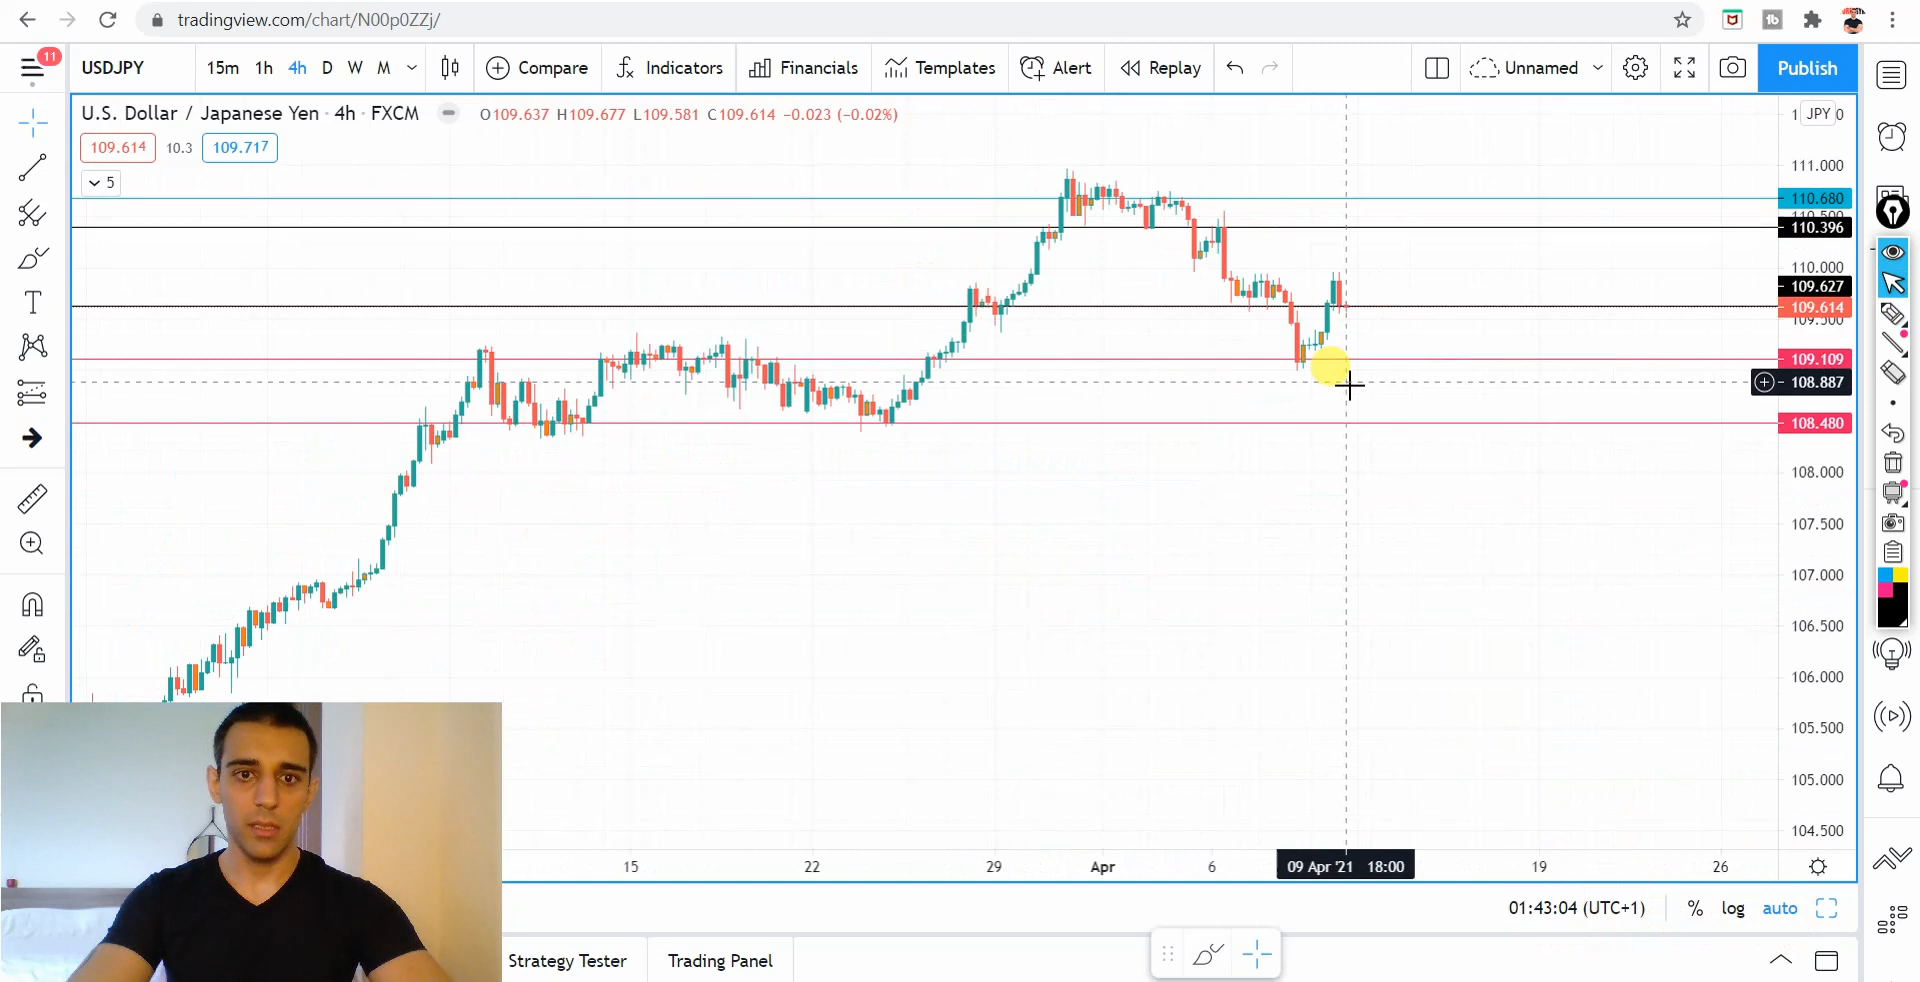 tradingview.com/chart/N00p0ZZj/
11
USDJPY
15m 1h 4h D W M
Compare
Indicators
Financials
Templates
Alert
Replay
Unnamed
Publish
U.S. Dollar / Japanese Yen · 4h · FXCM
O109.637 H109.677 L109.581 C109.614 −0.023 (−0.02%)
JPY
109.614 10.3 109.717
5
111.000
110.680
110.396
110.000
109.627
109.614
109.500
109.109
108.887
108.480
108.000
107.500
107.000
106.500
106.000
105.500
105.000
104.500
15 22 29 Apr 6 09 Apr '21 18:00 19 26
01:43:04 (UTC+1) % log auto
Strategy Tester Trading Panel